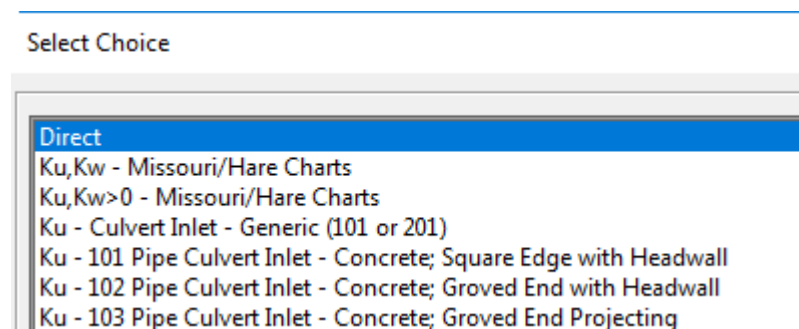 Select Choice
Direct
Ku,Kw - Missouri/Hare Charts
Ku,Kw>0 - Missouri/Hare Charts
Ku - Culvert Inlet - Generic (101 or 201)
Ku - 101 Pipe Culvert Inlet - Concrete; Square Edge with Headwall
Ku - 102 Pipe Culvert Inlet - Concrete; Groved End with Headwall
Ku - 103 Pipe Culvert Inlet - Concrete; Groved End Projecting